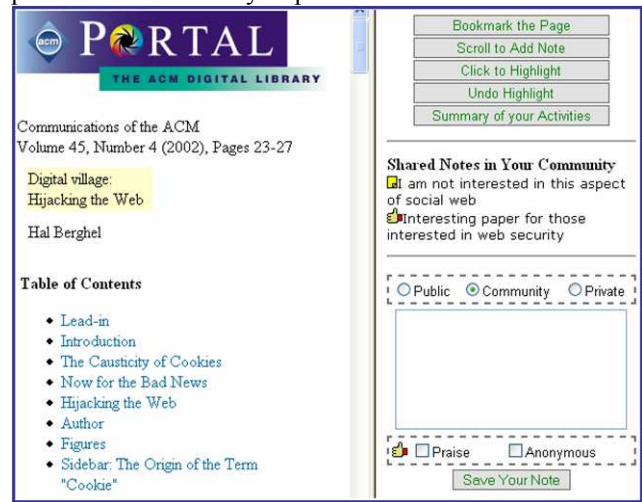 acm PORTAL
THE ACM DIGITAL LIBRARY
Communications of the ACM
Volume 45, Number 4 (2002), Pages 23-27
Digital village:
Hijacking the Web
Hal Berghel
Table of Contents
Lead-in
Introduction
The Causticity of Cookies
Now for the Bad News
Hijacking the Web
Author
Figures
Sidebar: The Origin of the Term
"Cookie"
Bookmark the Page
Scroll to Add Note
Click to Highlight
Undo Highlight
Summary of your Activities
Shared Notes in Your Community
I am not interested in this aspect
of social web
Interesting paper for those
interested in web security
Public Community Private
Praise Anonymous
Save Your Note